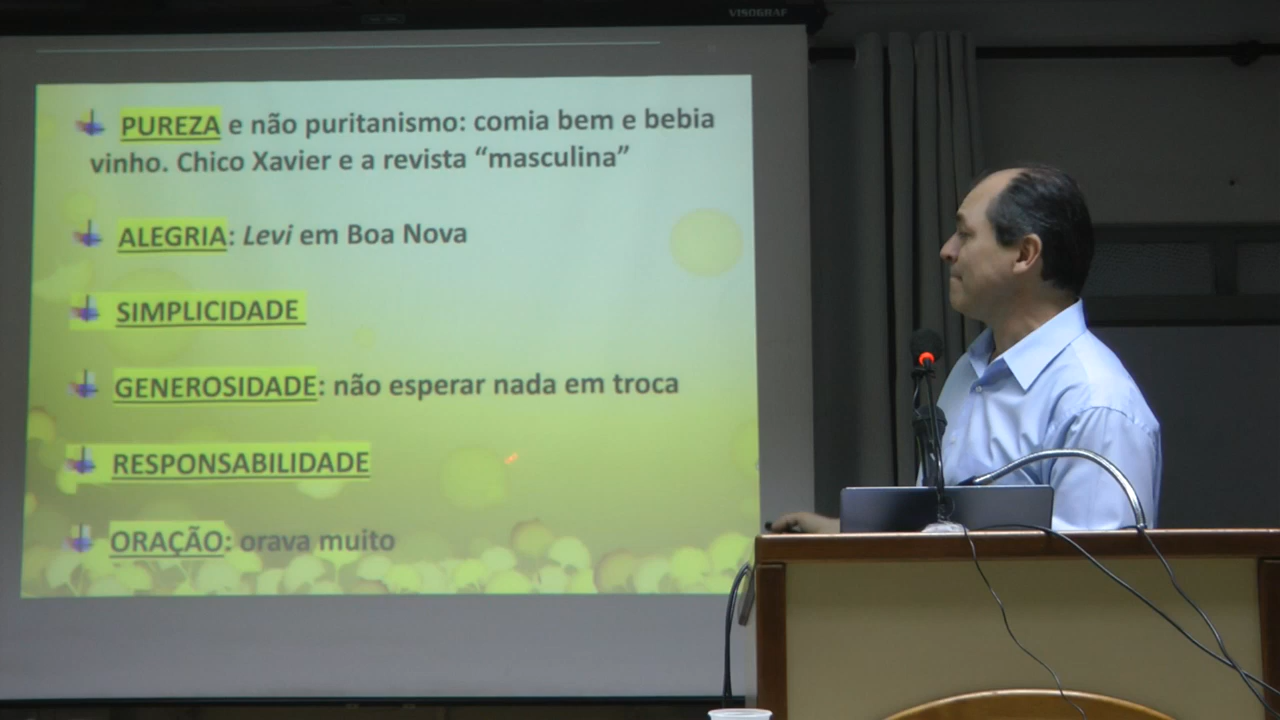 VISOGRAF
PUREZA e não puritanismo: comia bem e bebia
vinho. Chico Xavier e a revista “masculina”
ALEGRIA: Levi em Boa Nova
SIMPLICIDADE
GENEROSIDADE: não esperar nada em troca
RESPONSABILIDADE
ORAÇÃO: orava muito